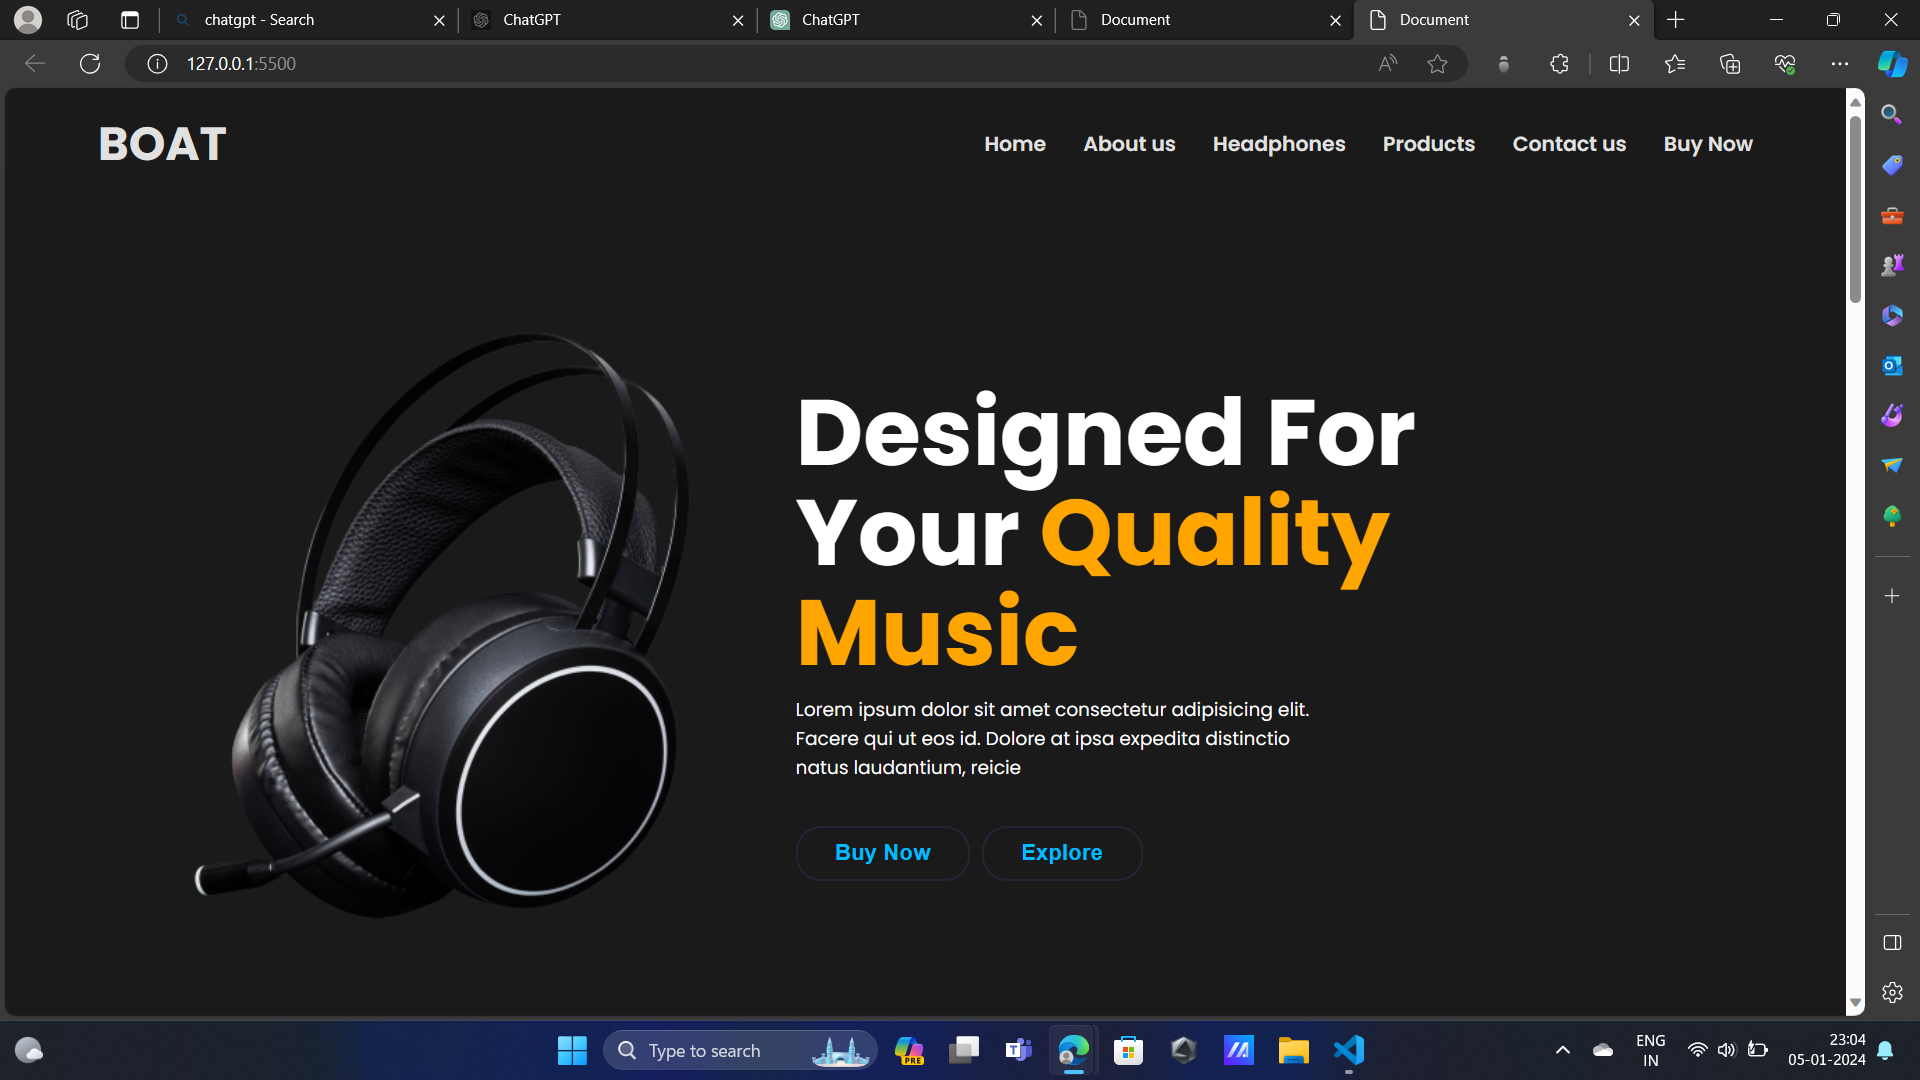 chatgpt - Search
ChatGPT
ChatGPT
Document
Document
127.0.0.1:5500
BOAT
Home About us Headphones Products Contact us Buy Now
Designed For
Your Quality
Music
Lorem ipsum dolor sit amet consectetur adipisicing elit.
Facere qui ut eos id. Dolore at ipsa expedita distinctio
natus laudantium, reicie
Buy Now Explore
Type to search
PRE
ENG
IN
23:04
05-01-2024